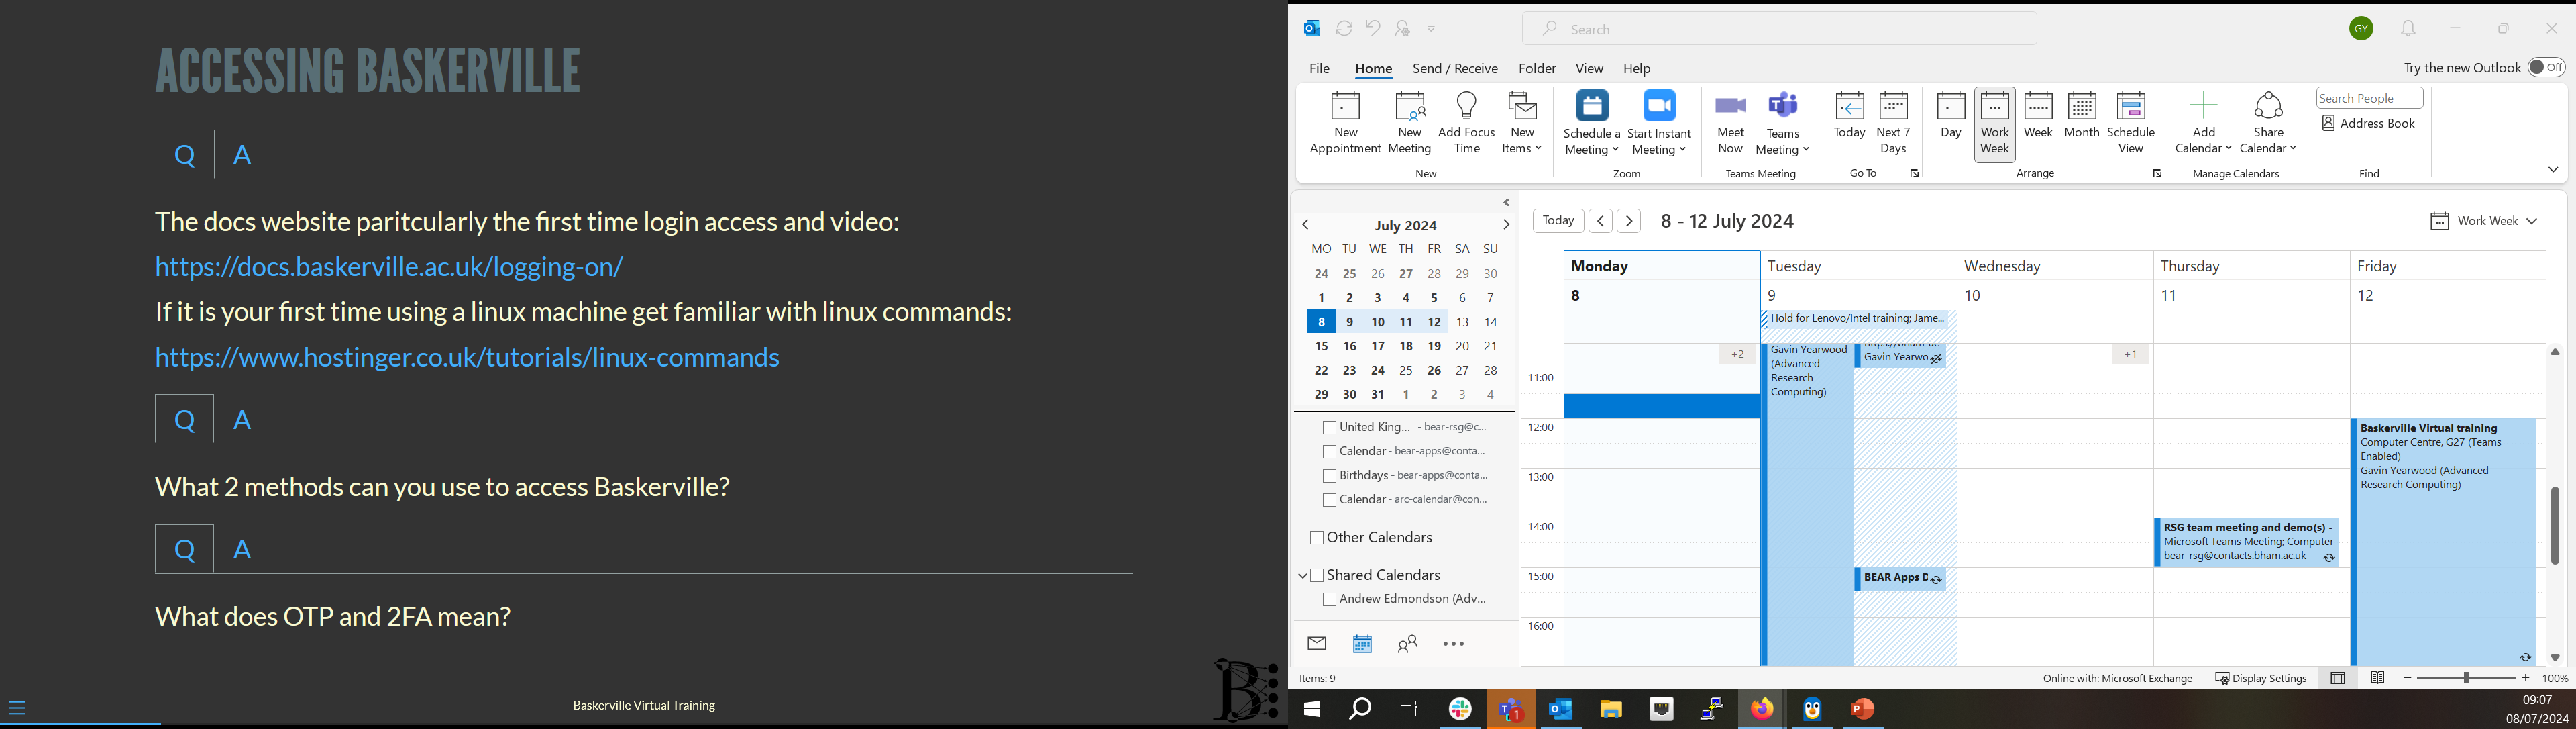 ACCESSING BASKERVILLE
Q A
The docs website paritcularly the first time login access and video:
https://docs.baskerville.ac.uk/logging-on/
If it is your first time using a linux machine get familiar with linux commands:
https://www.hostinger.co.uk/tutorials/linux-commands
Q A
What 2 methods can you use to access Baskerville?
Q A
What does OTP and 2FA mean?
Baskerville Virtual Training
B
Search
GY
File Home Send / Receive Folder View Help
Try the new Outlook Off
New Appointment
New Meeting
Add Focus Time
New Items
New
Schedule a Meeting
Start Instant Meeting
Zoom
Meet Now
Teams Meeting
Teams Meeting
Today
Next 7 Days
Go To
Day
Work Week
Week
Month
Schedule View
Arrange
Add Calendar
Share Calendar
Manage Calendars
Search People
Address Book
Find
July 2024
MO TU WE TH FR SA SU
24 25 26 27 28 29 30
1 2 3 4 5 6 7
8 9 10 11 12 13 14
15 16 17 18 19 20 21
22 23 24 25 26 27 28
29 30 31 1 2 3 4
United King... - bear-rsg@c...
Calendar - bear-apps@conta...
Birthdays - bear-apps@conta...
Calendar - arc-calendar@con...
Other Calendars
Shared Calendars
Andrew Edmondson (Adv...
Today
8 - 12 July 2024
Work Week
Monday Tuesday Wednesday Thursday Friday
8 9 10 11 12
Hold for Lenovo/Intel training; Jame...
+2
Gavin Yearwood
(Advanced
Research
Computing)
Gavin Yearwo
+1
11:00
12:00
13:00
14:00
15:00
16:00
BEAR Apps D
RSG team meeting and demo(s) -
Microsoft Teams Meeting; Computer
bear-rsg@contacts.bham.ac.uk
Baskerville Virtual training
Computer Centre, G27 (Teams
Enabled)
Gavin Yearwood (Advanced
Research Computing)
Items: 9
Online with: Microsoft Exchange
Display Settings
100%
1
09:07
08/07/2024